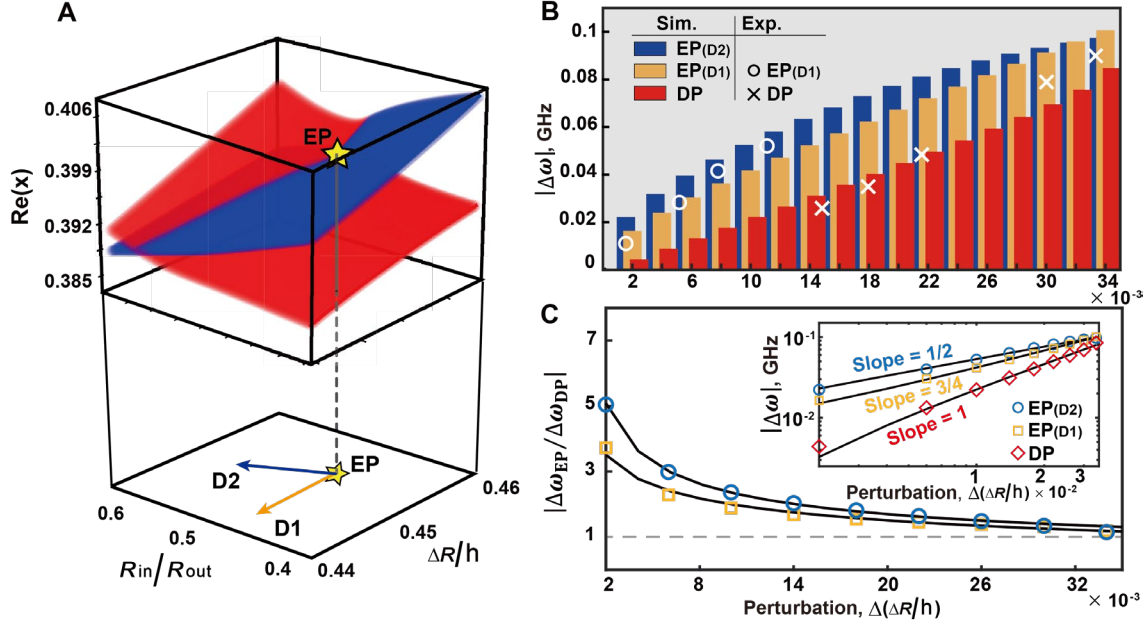 A
0.406
0.399
0.392
0.385
Re(x)
EP
EP
D2
D1
0.6
0.5
0.4
Rin/Rout
0.44
0.45
0.46
ΔR/h
B
Sim.
Exp.
EP(D2)
EP(D1)
EP(D1)
DP
DP
0.1
0.08
0.06
0.04
0.02
0
|Δω|, GHz
2 6 10 14 18 22 26 30 34
× 10⁻³
C
7
5
3
1
|ΔωEP/ΔωDP|
2 8 14 20 26 32
× 10⁻³
Perturbation, Δ(ΔR/h)
10⁻¹
10⁻²
|Δω|, GHz
Slope = 1/2
Slope = 3/4
Slope = 1
EP(D2)
EP(D1)
DP
1 2 3
Perturbation, Δ(ΔR/h) × 10⁻²